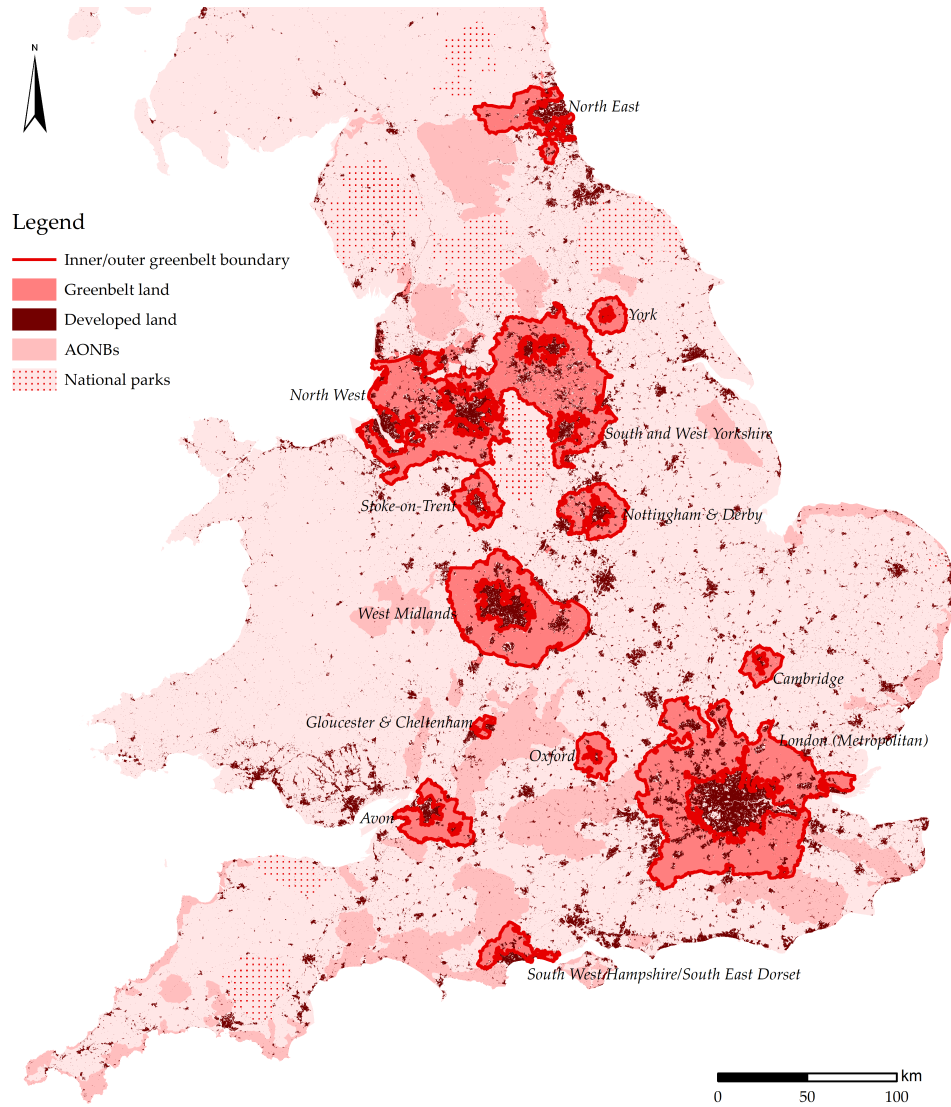 N
North East
Legend
Inner/outer greenbelt boundary
Greenbelt land
Developed land
AONBs
National parks
York
North West
South and West Yorkshire
Stoke-on-Trent
Nottingham & Derby
West Midlands
Cambridge
Gloucester & Cheltenham
London (Metropolitan)
Oxford
Avon
South West/Hampshire/South East Dorset
km
0 50 100